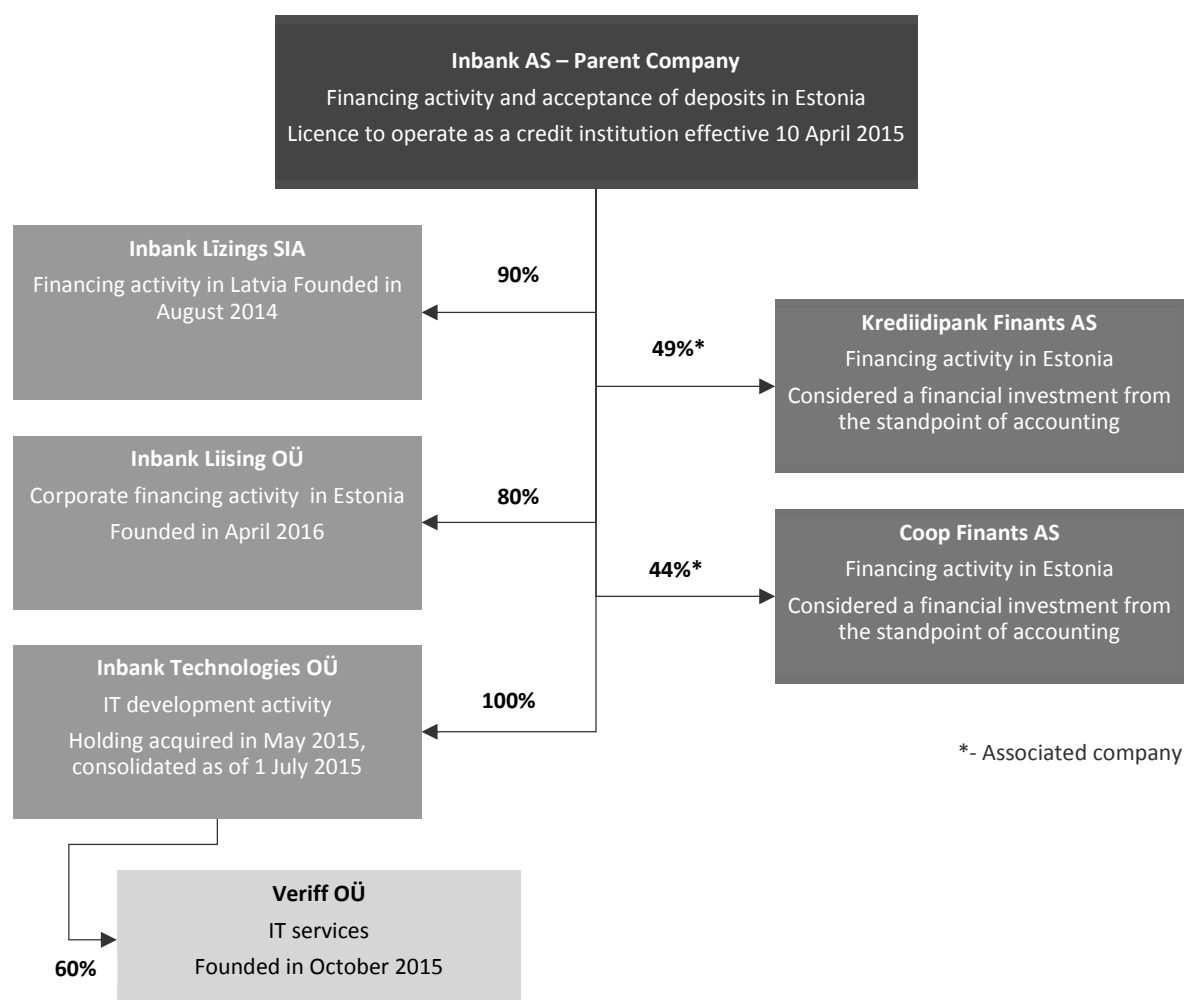 Inbank AS – Parent Company
Financing activity and acceptance of deposits in Estonia
Licence to operate as a credit institution effective 10 April 2015
Inbank Līzings SIA
Financing activity in Latvia Founded in
August 2014
90%
Krediidipank Finants AS
Financing activity in Estonia
Considered a financial investment from
the standpoint of accounting
49%*
Inbank Liising OÜ
Corporate financing activity in Estonia
Founded in April 2016
80%
Coop Finants AS
Financing activity in Estonia
Considered a financial investment from
the standpoint of accounting
44%*
Inbank Technologies OÜ
IT development activity
Holding acquired in May 2015,
consolidated as of 1 July 2015
100%
*- Associated company
Veriff OÜ
IT services
Founded in October 2015
60%